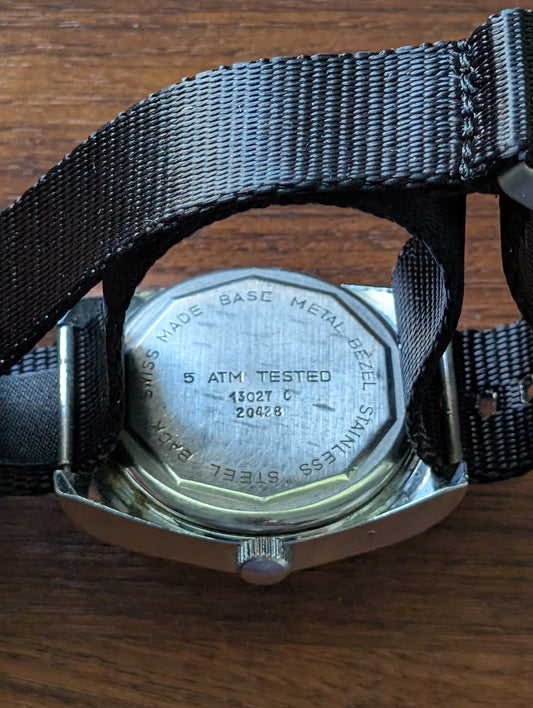 SWISS MADE BASE METAL BEZEL STAINLESS STEEL BACK
5 ATM TESTED
13027 C
20428